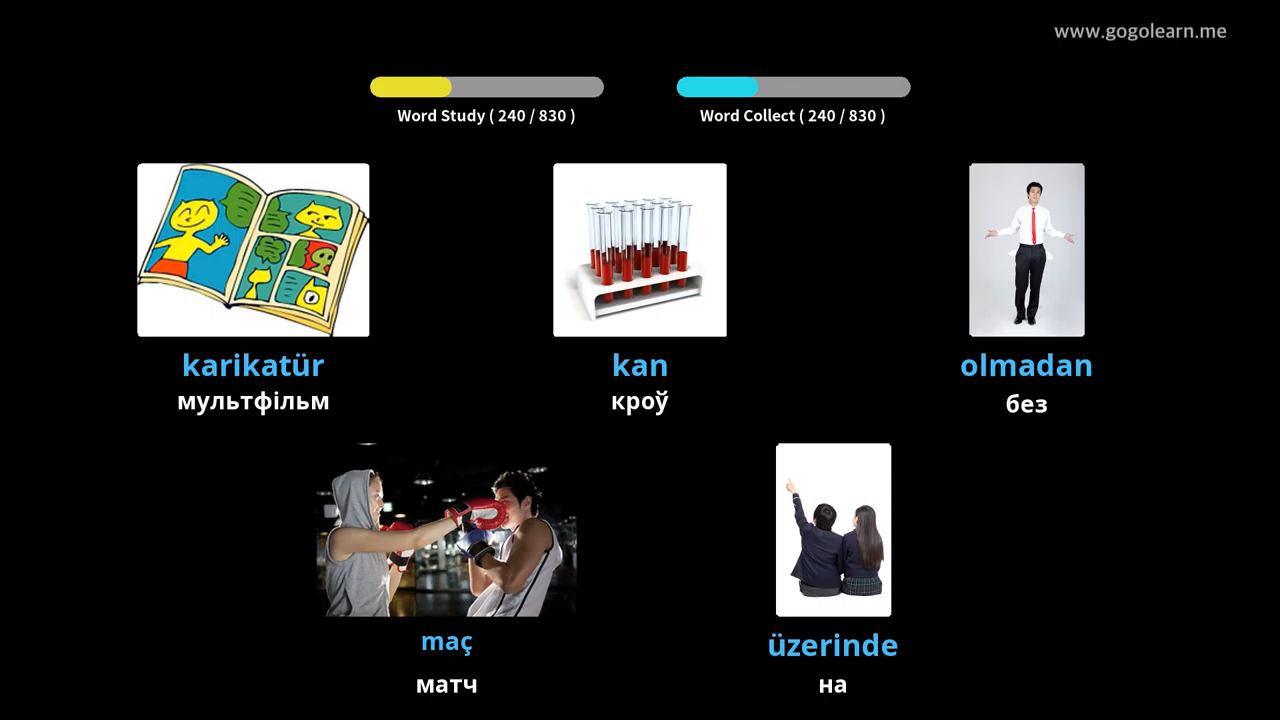 www.gogolearn.me
Word Study ( 240 / 830 )
Word Collect ( 240 / 830 )
karikatür
мультфільм
kan
кроў
olmadan
без
maç
матч
üzerinde
на